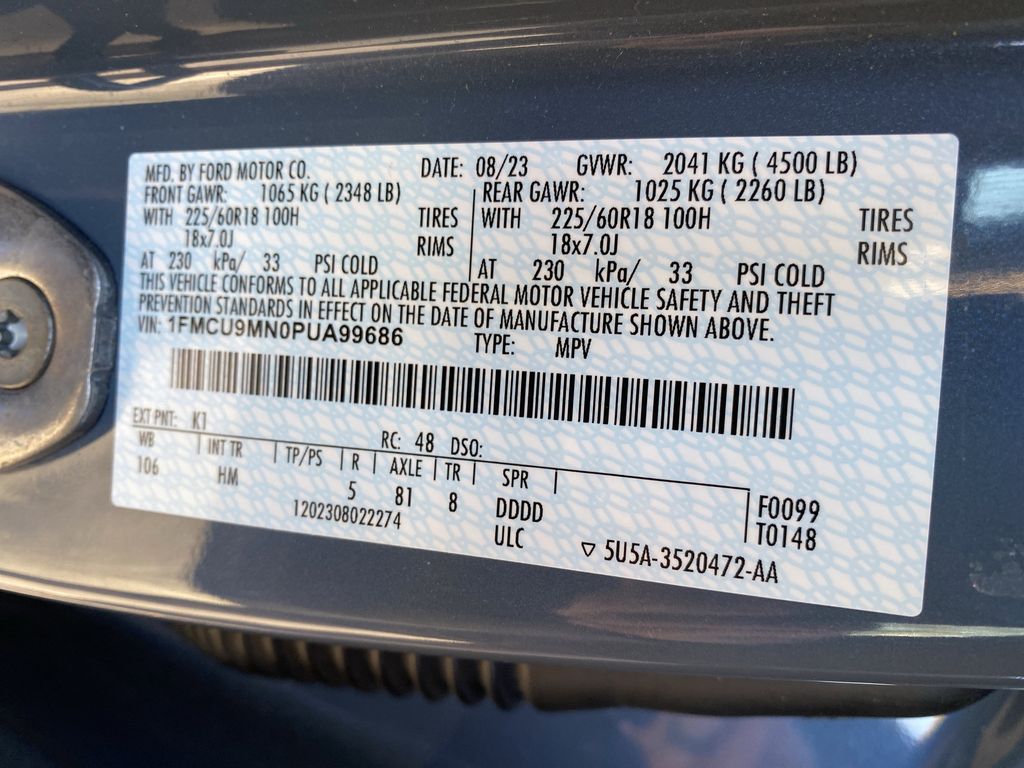 MFD. BY FORD MOTOR CO. DATE: 08/23 GVWR: 2041 KG ( 4500 LB)
FRONT GAWR: 1065 KG ( 2348 LB) REAR GAWR: 1025 KG ( 2260 LB)
WITH 225/60R18 100H TIRES WITH 225/60R18 100H TIRES
18x7.0J RIMS 18x7.0J RIMS
AT 230 kPa/ 33 PSI COLD AT 230 kPa/ 33 PSI COLD
THIS VEHICLE CONFORMS TO ALL APPLICABLE FEDERAL MOTOR VEHICLE SAFETY AND THEFT
PREVENTION STANDARDS IN EFFECT ON THE DATE OF MANUFACTURE SHOWN ABOVE.
VIN: 1FMCU9MN0PUA99686 TYPE: MPV
EXT PNT: K1 RC: 48 DSO:
WB INT TR TP/PS R AXLE TR SPR
106 HM 5 81 8 DDDD F0099
1202308022274 ULC T0148
5U5A-3520472-AA